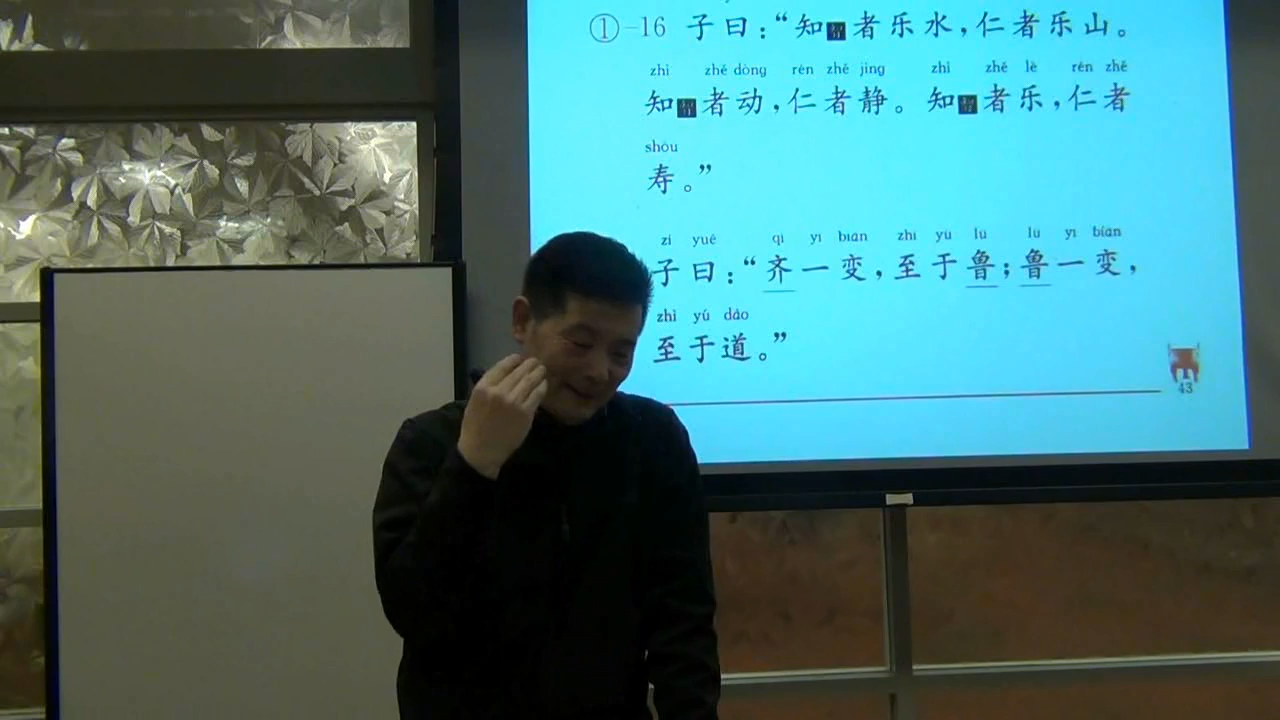 ①-16 子曰：“知智者乐水，仁者乐山。
zhì zhě dòng rén zhě jìng zhì zhě lè rén zhě
知智者动，仁者静。知智者乐，仁者
shòu
寿。”
zǐ yuē qí yí biàn zhì yú lǔ lǔ yí biàn
子曰：“齐一变，至于鲁；鲁一变，
zhì yú dào
至于道。”
43